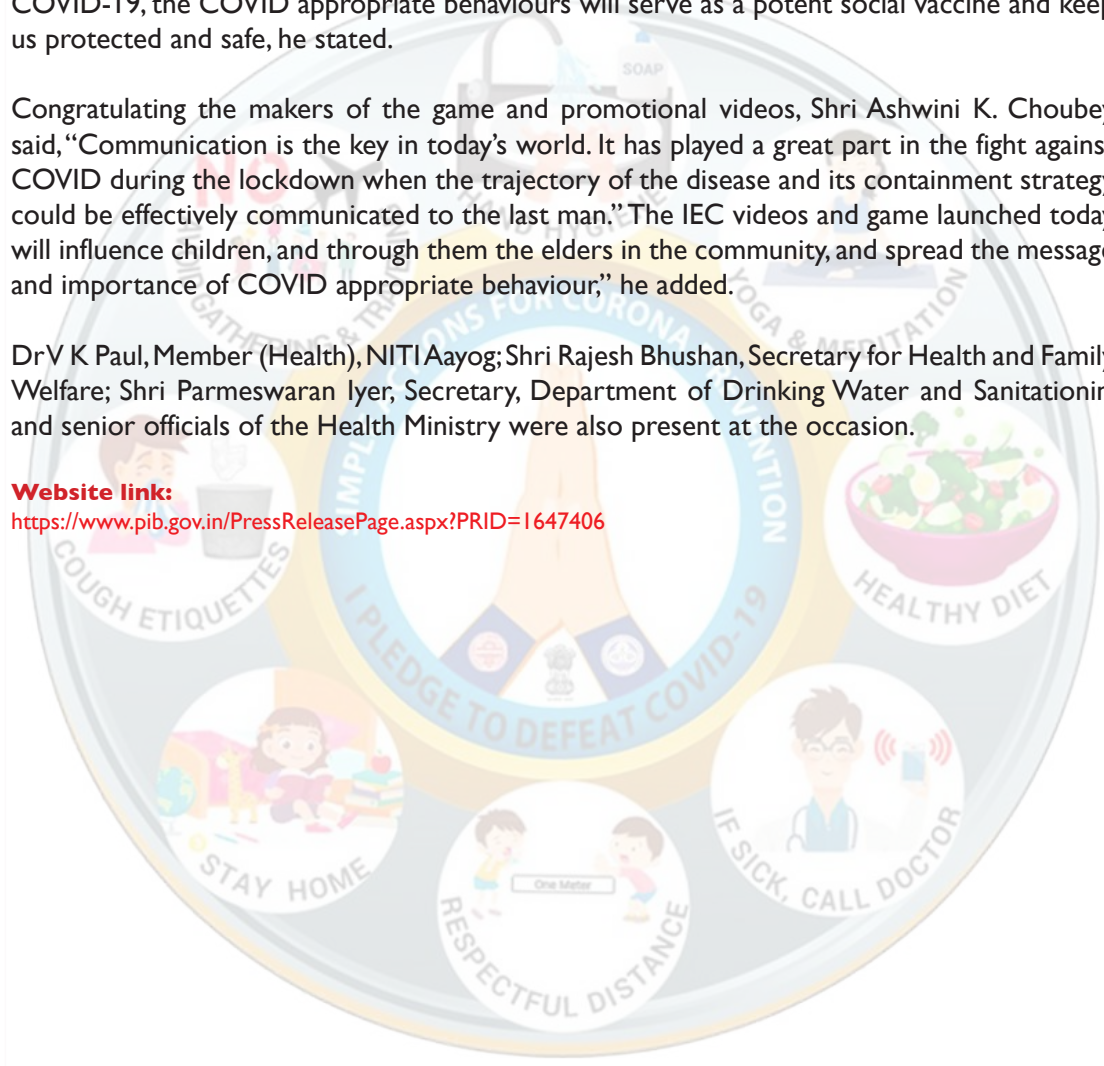 COVID-19, the COVID appropriate behaviours will serve as a potent social vaccine and keep
us protected and safe, he stated.
Congratulating the makers of the game and promotional videos, Shri Ashwini K. Choubey
said, “Communication is the key in today’s world. It has played a great part in the fight against
COVID during the lockdown when the trajectory of the disease and its containment strategy
could be effectively communicated to the last man.” The IEC videos and game launched today
will influence children, and through them the elders in the community, and spread the message
and importance of COVID appropriate behaviour,” he added.
Dr V K Paul, Member (Health), NITI Aayog; Shri Rajesh Bhushan, Secretary for Health and Family
Welfare; Shri Parmeswaran Iyer, Secretary, Department of Drinking Water and Sanitationin
and senior officials of the Health Ministry were also present at the occasion.
Website link:
https://www.pib.gov.in/PressReleasePage.aspx?PRID=1647406
SOAP
HAND HYGIENE
NO
AVOID GATHERING & TRAVELLING
YOGA & MEDITATION
SIMPLE ACTIONS FOR CORONA PREVENTION
I PLEDGE TO DEFEAT COVID-19
COUGH ETIQUETTES
HEALTHY DIET
STAY HOME
One Meter
RESPECTFUL DISTANCE
IF SICK, CALL DOCTOR